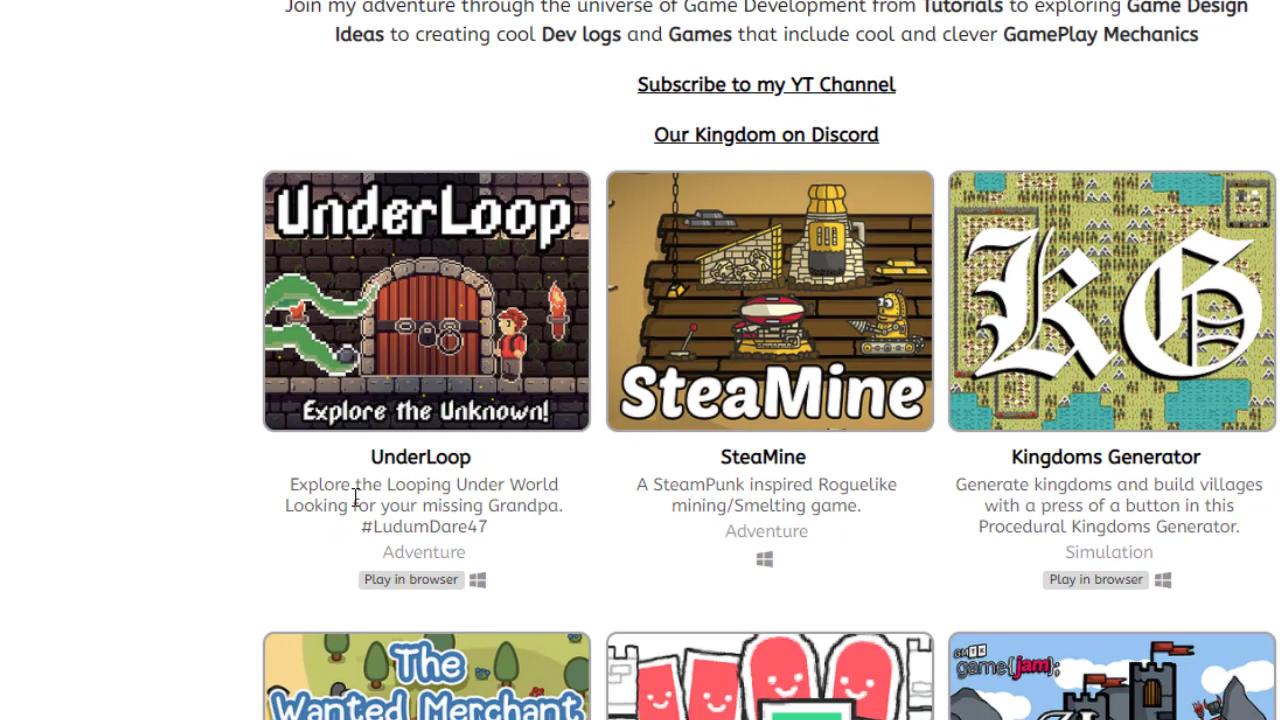 Join my adventure through the universe of Game Development from Tutorials to exploring Game Design
Ideas to creating cool Dev logs and Games that include cool and clever GamePlay Mechanics
Subscribe to my YT Channel
Our Kingdom on Discord
UnderLoop
Explore the Unknown!
SteaMine
KG
UnderLoop
Explore the Looping Under World
Looking for your missing Grandpa.
#LudumDare47
Adventure
Play in browser
SteaMine
A SteamPunk inspired Roguelike
mining/Smelting game.
Adventure
Kingdoms Generator
Generate kingdoms and build villages
with a press of a button in this
Procedural Kingdoms Generator.
Simulation
Play in browser
The
Wanted Merchant
GMTK
game{jam};